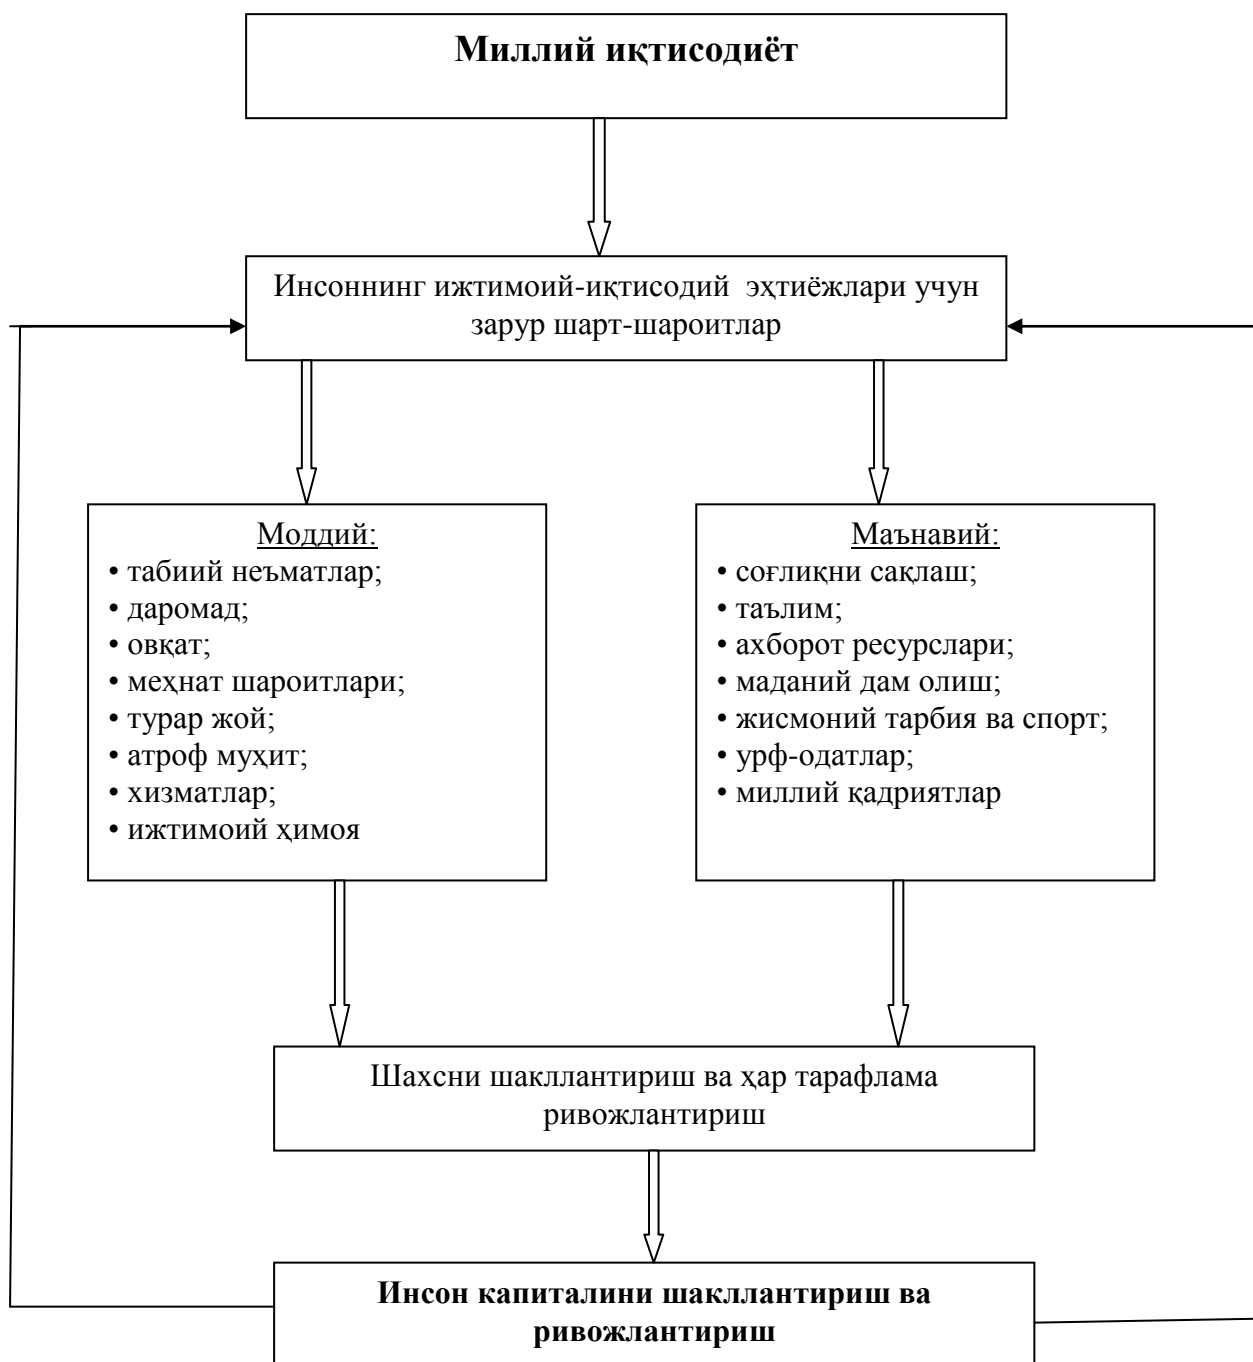 Миллий иқтисодиёт
Инсоннинг ижтимоий-иқтисодий эҳтиёжлари учун
зарур шарт-шароитлар
Моддий:
• табиий неъматлар;
• даромад;
• овқат;
• меҳнат шароитлари;
• турар жой;
• атроф муҳит;
• хизматлар;
• ижтимоий ҳимоя
Маънавий:
• соғлиқни сақлаш;
• таълим;
• ахборот ресурслари;
• маданий дам олиш;
• жисмоний тарбия ва спорт;
• урф-одатлар;
• миллий қадриятлар
Шахсни шакллантириш ва ҳар тарафлама
ривожлантириш
Инсон капиталини шакллантириш ва
ривожлантириш